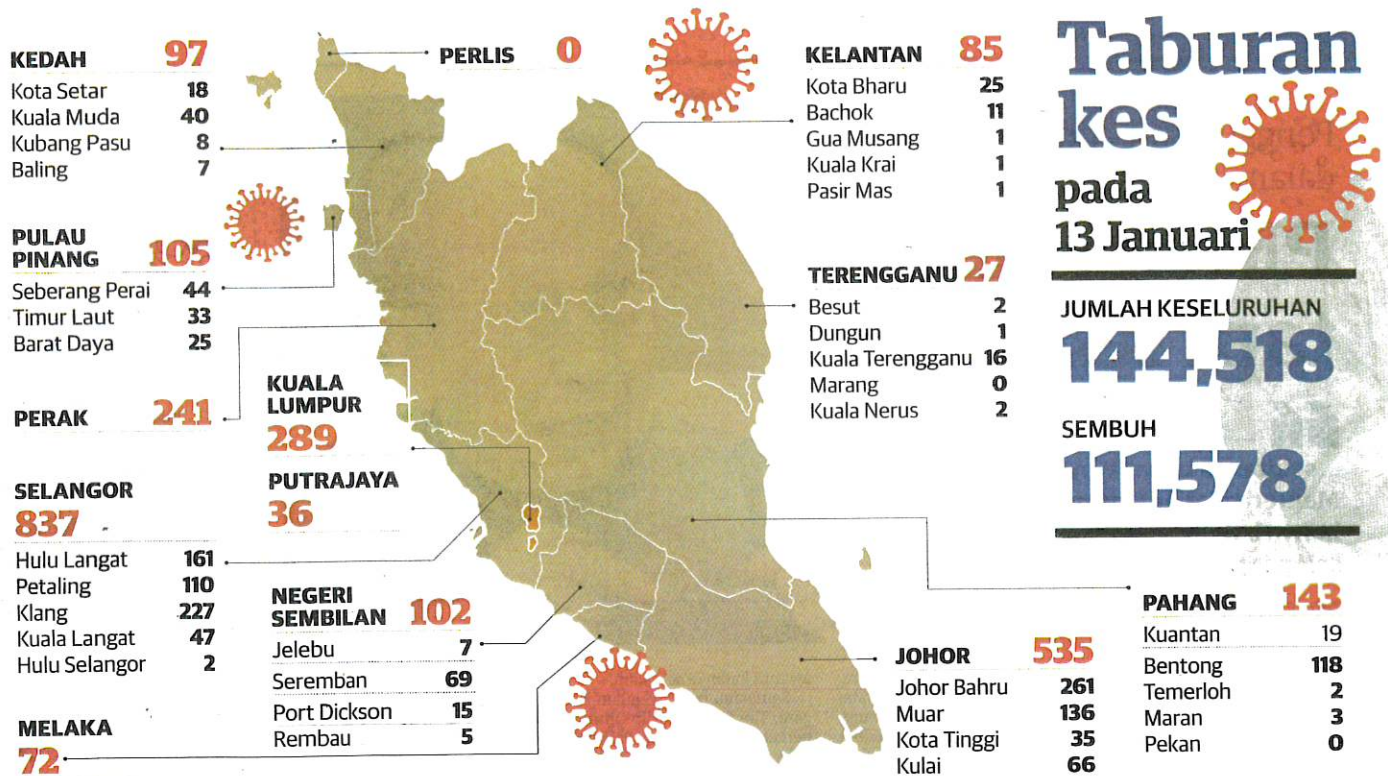 Taburan
kes
pada
13 Januari
JUMLAH KESELURUHAN
144,518
SEMBUH
111,578
KEDAH 97
Kota Setar 18
Kuala Muda 40
Kubang Pasu 8
Baling 7
PULAU
PINANG 105
Seberang Perai 44
Timur Laut 33
Barat Daya 25
PERAK 241
SELANGOR
837
Hulu Langat 161
Petaling 110
Klang 227
Kuala Langat 47
Hulu Selangor 2
MELAKA
72
PERLIS 0
KUALA
LUMPUR
289
PUTRAJAYA
36
NEGERI
SEMBILAN 102
Jelebu 7
Seremban 69
Port Dickson 15
Rembau 5
KELANTAN 85
Kota Bharu 25
Bachok 11
Gua Musang 1
Kuala Krai 1
Pasir Mas 1
TERENGGANU 27
Besut 2
Dungun 1
Kuala Terengganu 16
Marang 0
Kuala Nerus 2
JOHOR 535
Johor Bahru 261
Muar 136
Kota Tinggi 35
Kulai 66
PAHANG 143
Kuantan 19
Bentong 118
Temerloh 2
Maran 3
Pekan 0